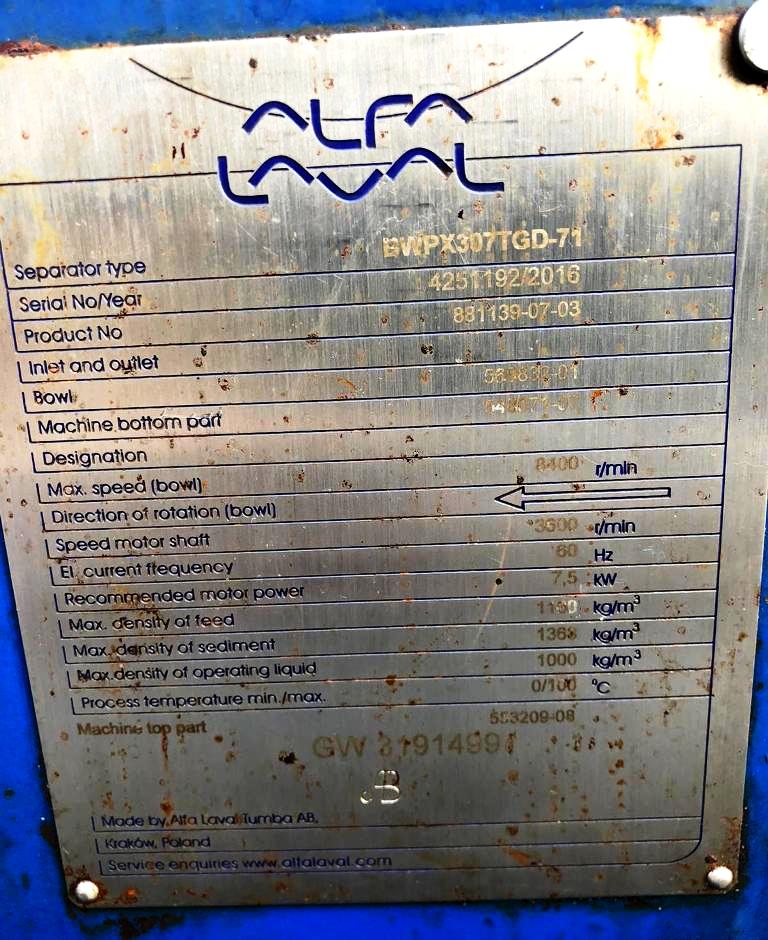 ALFA
LAVAL
Separator type BWPX307TGD-71
Serial No/Year 4251192/2016
Product No 881139-07-03
Inlet and outlet
Bowl
Machine bottom part
Designation
Max. speed (bowl) 8400 r/min
Direction of rotation (bowl)
Speed motor shaft 3600 r/min
El. current frequency 60 Hz
Recommended motor power 7,5 kW
Max. density of feed kg/m³
Max. density of sediment kg/m³
Max. density of operating liquid 1000 kg/m³
Process temperature min./max. 0/100 °C
Machine top part 553209-08
GW
Made by Alfa Laval Tumba AB,
Kraków, Poland
Service enquiries www.alfalaval.com